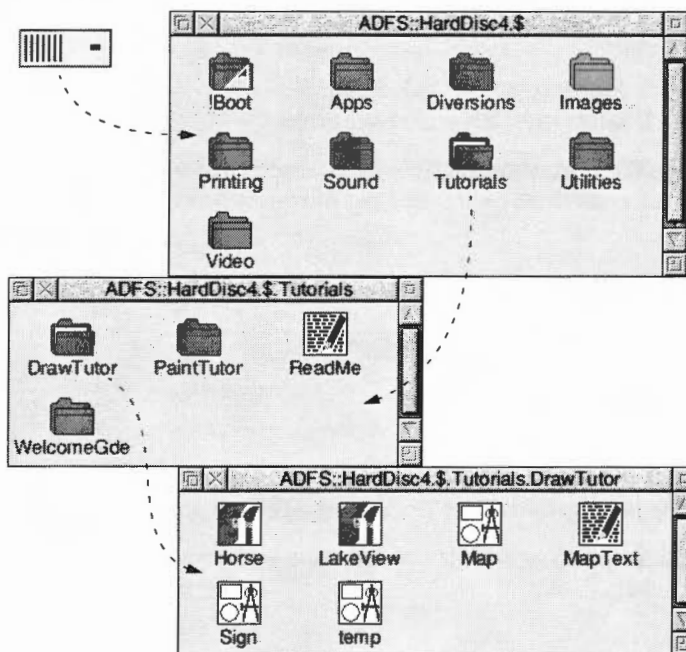 ADFS::HardDisc4.$
!Boot Apps Diversions Images
Printing Sound Tutorials Utilities
Video
ADFS::HardDisc4.$.Tutorials
DrawTutor PaintTutor ReadMe
WelcomeGde
ADFS::HardDisc4.$.Tutorials.DrawTutor
Horse LakeView Map MapText
Sign temp